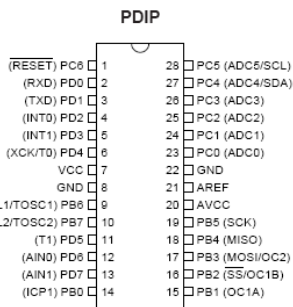 PDIP
(RESET) PC6 1 28 PC5 (ADC5/SCL)
(RXD) PD0 2 27 PC4 (ADC4/SDA)
(TXD) PD1 3 26 PC3 (ADC3)
(INT0) PD2 4 25 PC2 (ADC2)
(INT1) PD3 5 24 PC1 (ADC1)
(XCK/T0) PD4 6 23 PC0 (ADC0)
VCC 7 22 GND
GND 8 21 AREF
L1/TOSC1) PB6 9 20 AVCC
L2/TOSC2) PB7 10 19 PB5 (SCK)
(T1) PD5 11 18 PB4 (MISO)
(AIN0) PD6 12 17 PB3 (MOSI/OC2)
(AIN1) PD7 13 16 PB2 (SS/OC1B)
(ICP1) PB0 14 15 PB1 (OC1A)